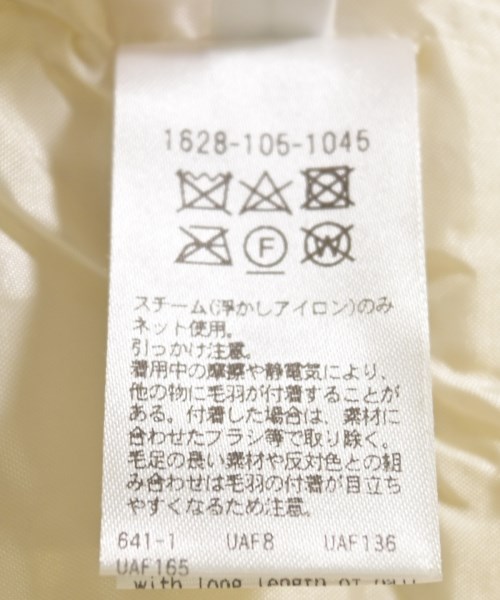 1628-105-1045
F
W
スチーム(浮かしアイロン)のみ
ネット使用。
引っかけ注意。
着用中の摩擦や静電気により、
他の物に毛羽が付着することが
ある。付着した場合は、素材に
合わせたブラシ等で取り除く。
毛足の長い素材や反対色との組
み合わせは毛羽の付着が目立ち
やすくなるため注意。
641-1 UAF8 UAF136
UAF165
with long length of